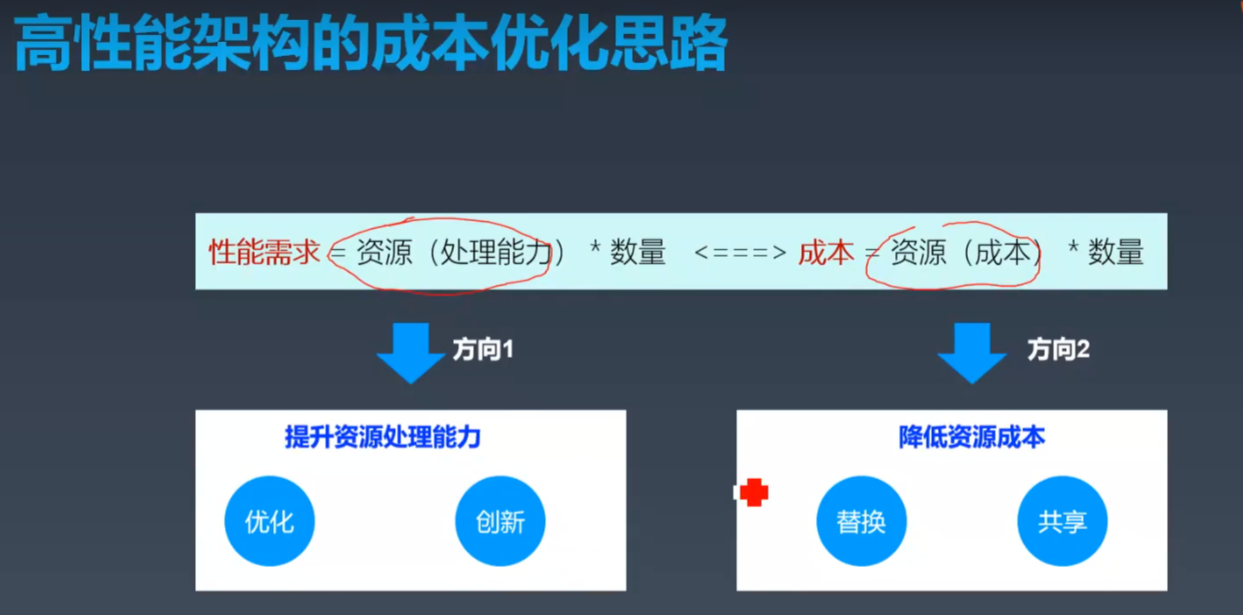 高性能架构的成本优化思路
性能需求 = 资源（处理能力） * 数量 <===> 成本 = 资源（成本） * 数量
方向1
方向2
提升资源处理能力
优化
创新
降低资源成本
替换
共享